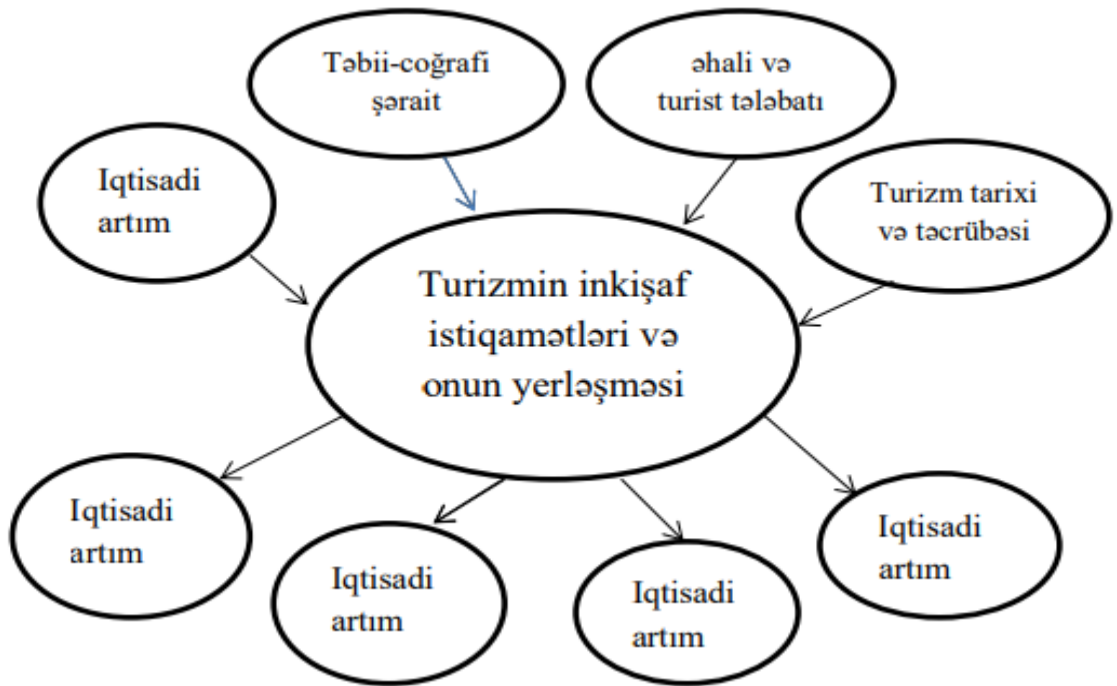 Təbii-coğrafi
şərait
əhali və
turist tələbatı
Iqtisadi
artım
Turizm tarixi
və təcrübəsi
Turizmin inkişaf
istiqamətləri və
onun yerləşməsi
Iqtisadi
artım
Iqtisadi
artım
Iqtisadi
artım
Iqtisadi
artım